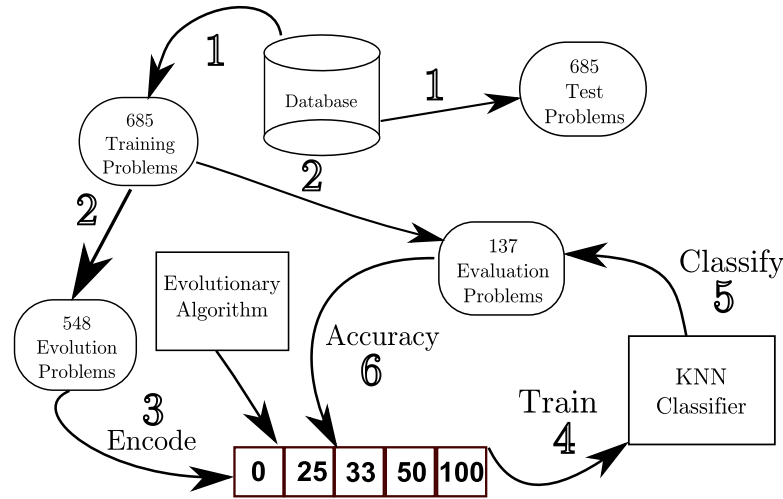 1
Database
1
685
Test
Problems
685
Training
Problems
2
2
137
Evaluation
Problems
Classify
5
Evolutionary
Algorithm
548
Evolution
Problems
Accuracy
6
KNN
Classifier
3
Encode
Train
4
0 25 33 50 100